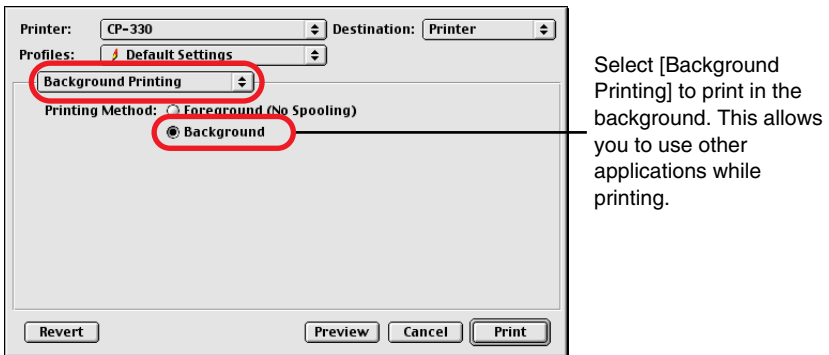 Printer: CP-330 Destination: Printer
Profiles: Default Settings
Background Printing
Printing Method: Foreground (No Spooling)
Background
Revert Preview Cancel Print
Select [Background
Printing] to print in the
background. This allows
you to use other
applications while
printing.